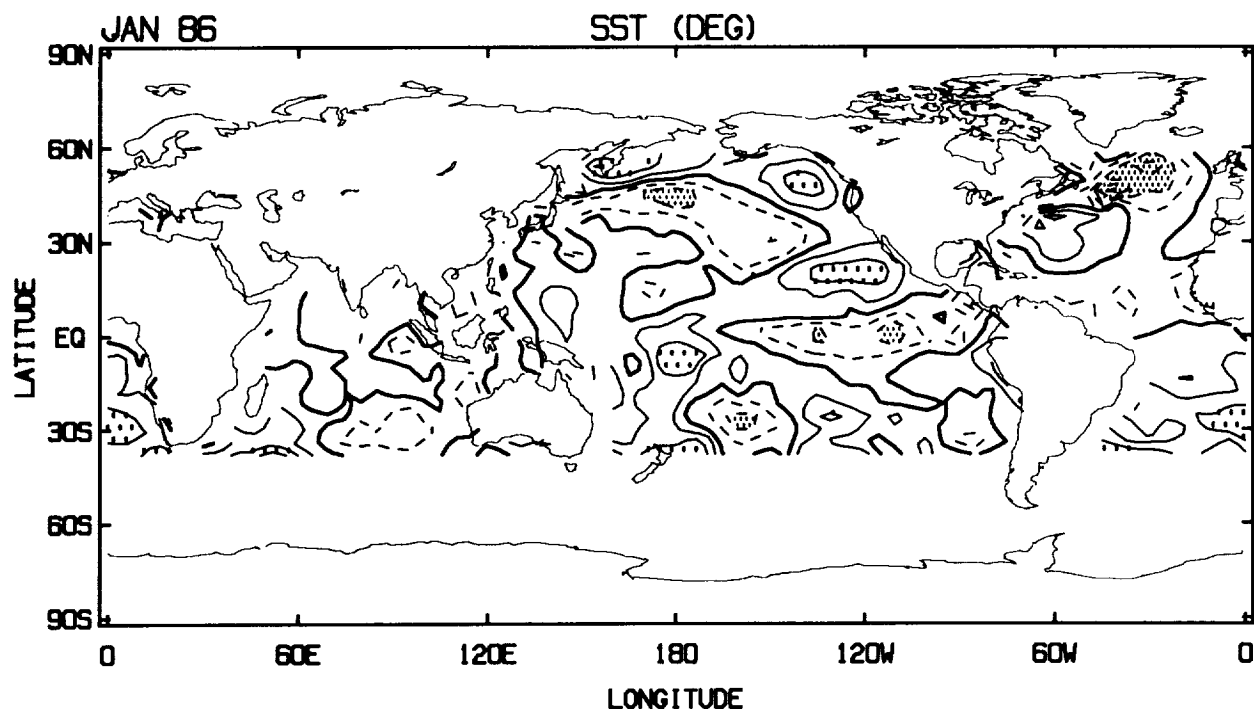 JAN 86
SST (DEG)
90N
60N
30N
EQ
30S
60S
90S
LATITUDE
0
60E
120E
180
120W
60W
0
LONGITUDE